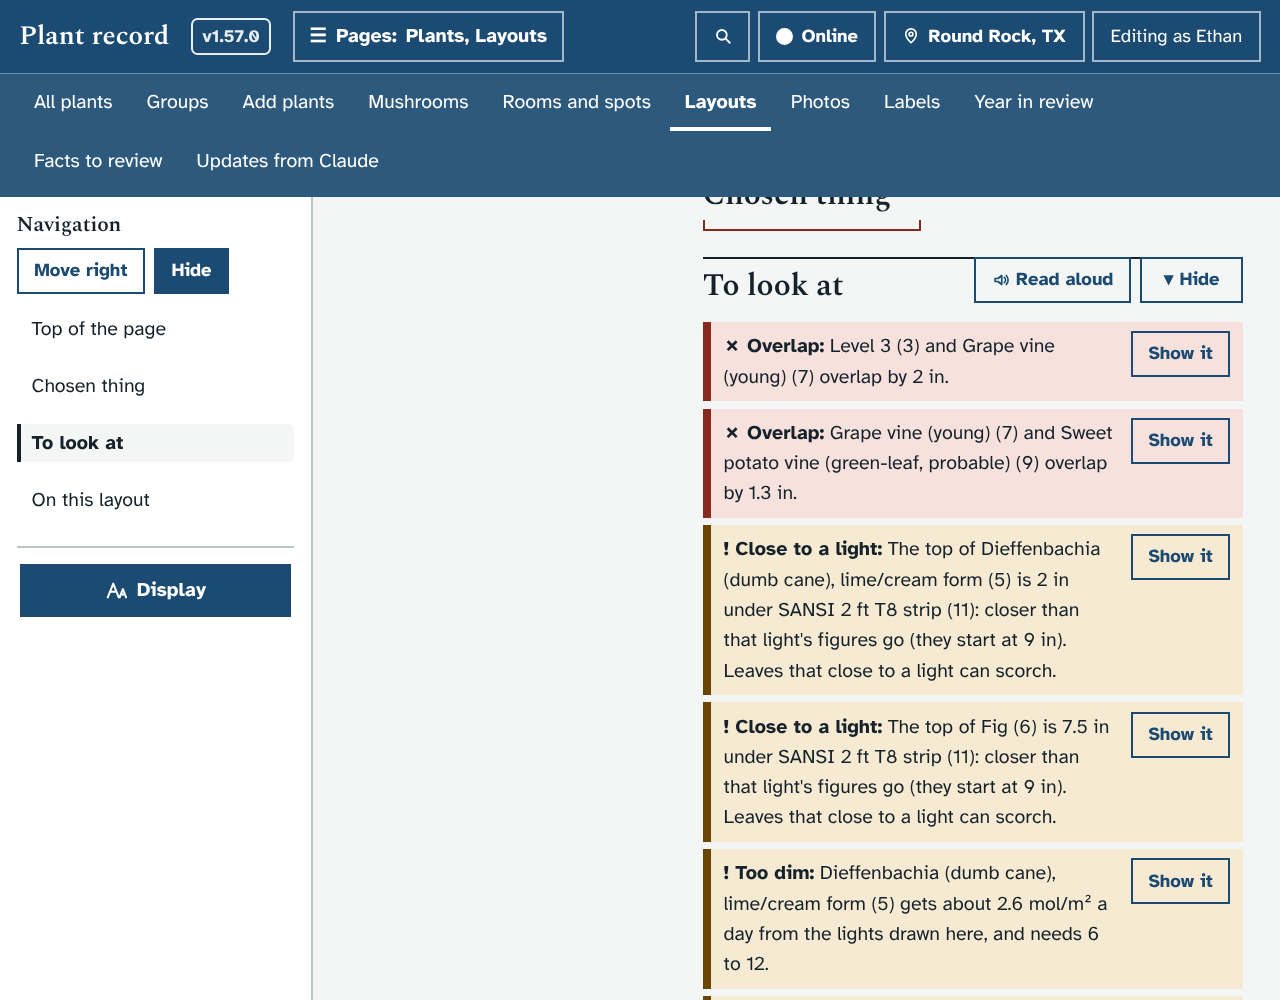 Plant record
v1.57.0
☰ Pages: Plants, Layouts
Online
Round Rock, TX
Editing as Ethan
All plants
Groups
Add plants
Mushrooms
Rooms and spots
Layouts
Photos
Labels
Year in review
Facts to review
Updates from Claude
Navigation
Move right
Hide
Top of the page
Chosen thing
To look at
On this layout
Display
Chosen thing
To look at
Read aloud
▾ Hide
✕ Overlap: Level 3 (3) and Grape vine
(young) (7) overlap by 2 in.
Show it
✕ Overlap: Grape vine (young) (7) and Sweet
potato vine (green-leaf, probable) (9) overlap
by 1.3 in.
Show it
! Close to a light: The top of Dieffenbachia
(dumb cane), lime/cream form (5) is 2 in
under SANSI 2 ft T8 strip (11): closer than
that light's figures go (they start at 9 in).
Leaves that close to a light can scorch.
Show it
! Close to a light: The top of Fig (6) is 7.5 in
under SANSI 2 ft T8 strip (11): closer than
that light's figures go (they start at 9 in).
Leaves that close to a light can scorch.
Show it
! Too dim: Dieffenbachia (dumb cane),
lime/cream form (5) gets about 2.6 mol/m² a
day from the lights drawn here, and needs 6
to 12.
Show it